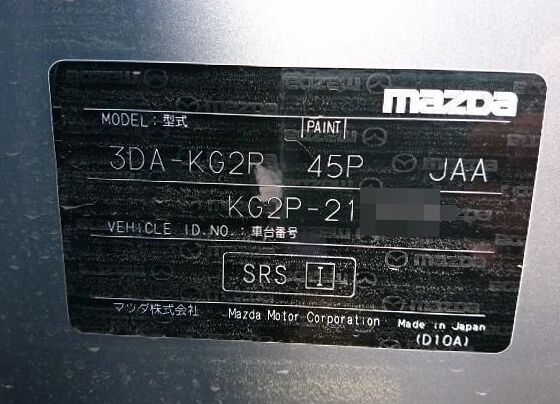 mazda
MODEL : 型式 PAINT
3DA-KG2P 45P JAA
KG2P-21
VEHICLE ID.NO.: 車台番号
SRS I
マツダ株式会社 Mazda Motor Corporation Made in Japan
(D10A)